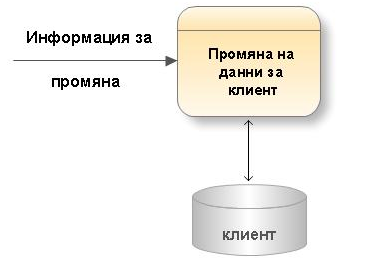 Информация за
промяна
Промяна на
данни за
клиент
клиент